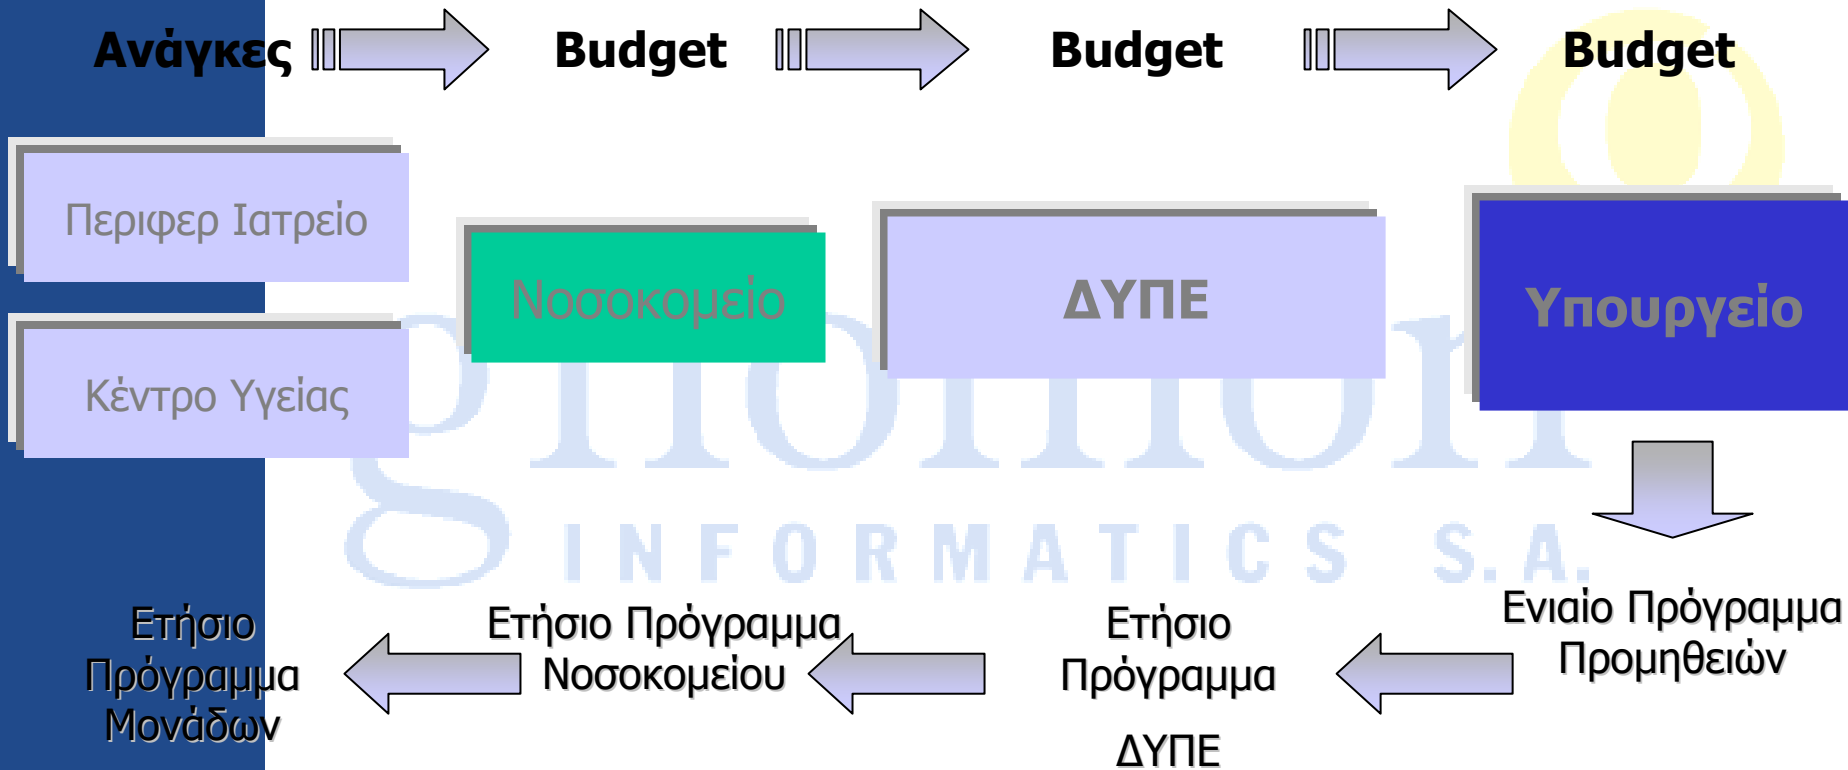 Ανάγκες
Budget
Budget
Budget
Περιφερ Ιατρείο
Κέντρο Υγείας
Νοσοκομείο
ΔΥΠΕ
Υπουργείο
gnomon
INFORMATICS S.A.
Ετήσιο
Πρόγραμμα
Μονάδων
Ετήσιο Πρόγραμμα
Νοσοκομείου
Ετήσιο
Πρόγραμμα
ΔΥΠΕ
Ενιαίο Πρόγραμμα
Προμηθειών